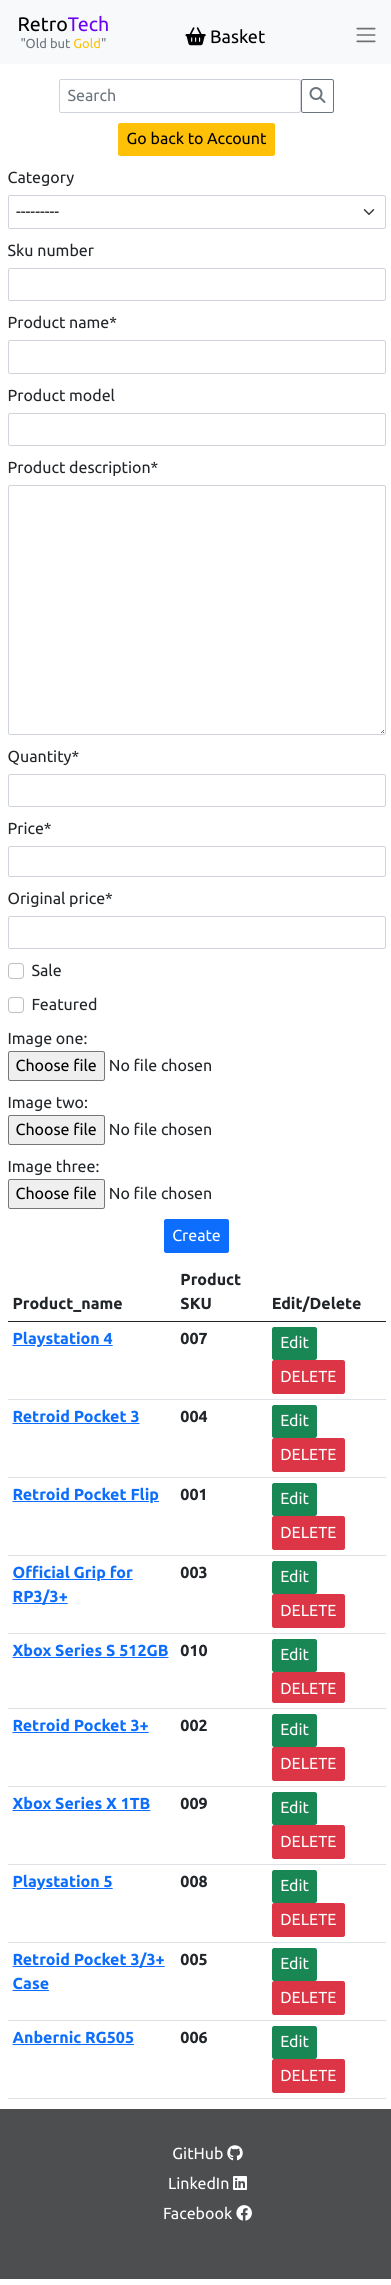 RetroTech
"Old but Gold"
Basket
Search
Go back to Account
Category
---------
Sku number
Product name*
Product model
Product description*
Quantity*
Price*
Original price*
Sale
Featured
Image one:
Choose file No file chosen
Image two:
Choose file No file chosen
Image three:
Choose file No file chosen
Create
Product_name Product SKU Edit/Delete
Playstation 4 007 Edit
DELETE
Retroid Pocket 3 004 Edit
DELETE
Retroid Pocket Flip 001 Edit
DELETE
Official Grip for 003 Edit
RP3/3+ DELETE
Xbox Series S 512GB 010 Edit
DELETE
Retroid Pocket 3+ 002 Edit
DELETE
Xbox Series X 1TB 009 Edit
DELETE
Playstation 5 008 Edit
DELETE
Retroid Pocket 3/3+ 005 Edit
Case DELETE
Anbernic RG505 006 Edit
DELETE
GitHub
LinkedIn
Facebook